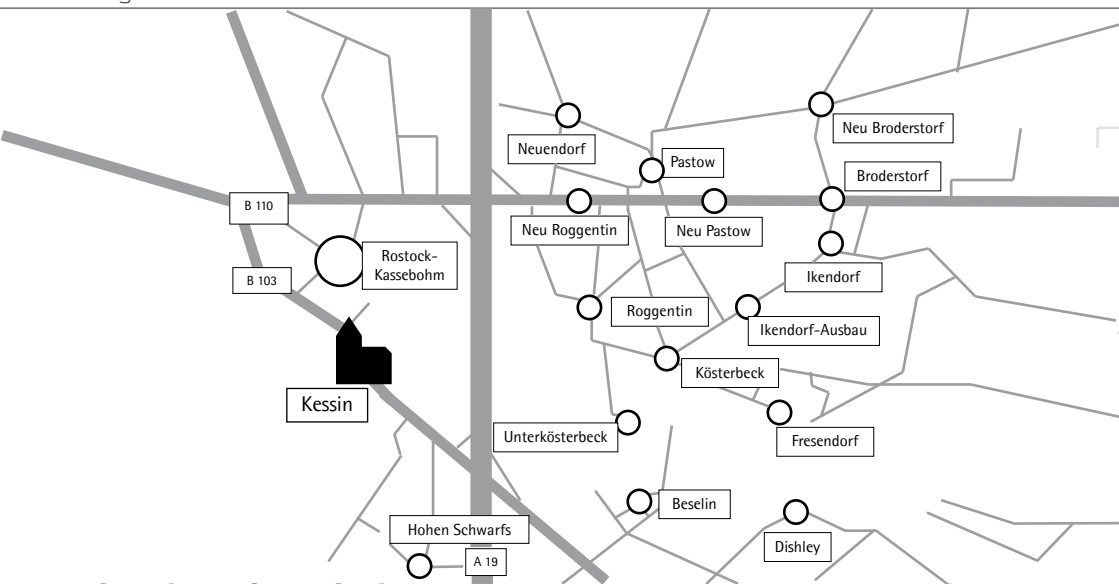 Neu Broderstorf
Neuendorf
Pastow
Broderstorf
B 110
Neu Roggentin
Neu Pastow
Rostock-
Kassebohm
B 103
Ikendorf
Roggentin
Ikendorf-Ausbau
Kösterbeck
Kessin
Unterkösterbeck
Fresendorf
Beselin
Hohen Schwarfs
Dishley
A 19